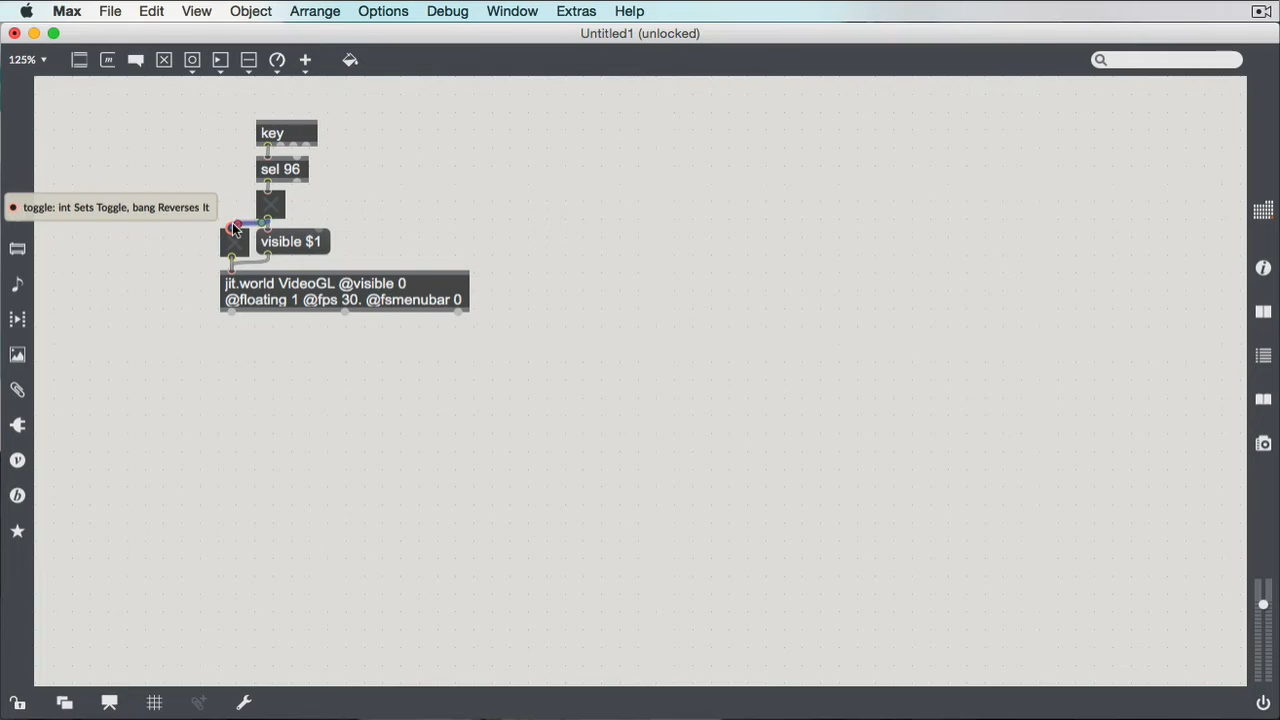 Max File Edit View Object Arrange Options Debug Window Extras Help
Untitled1 (unlocked)
125%
key
sel 96
toggle: int Sets Toggle, bang Reverses It
visible $1
jit.world VideoGL @visible 0
@floating 1 @fps 30. @fsmenubar 0